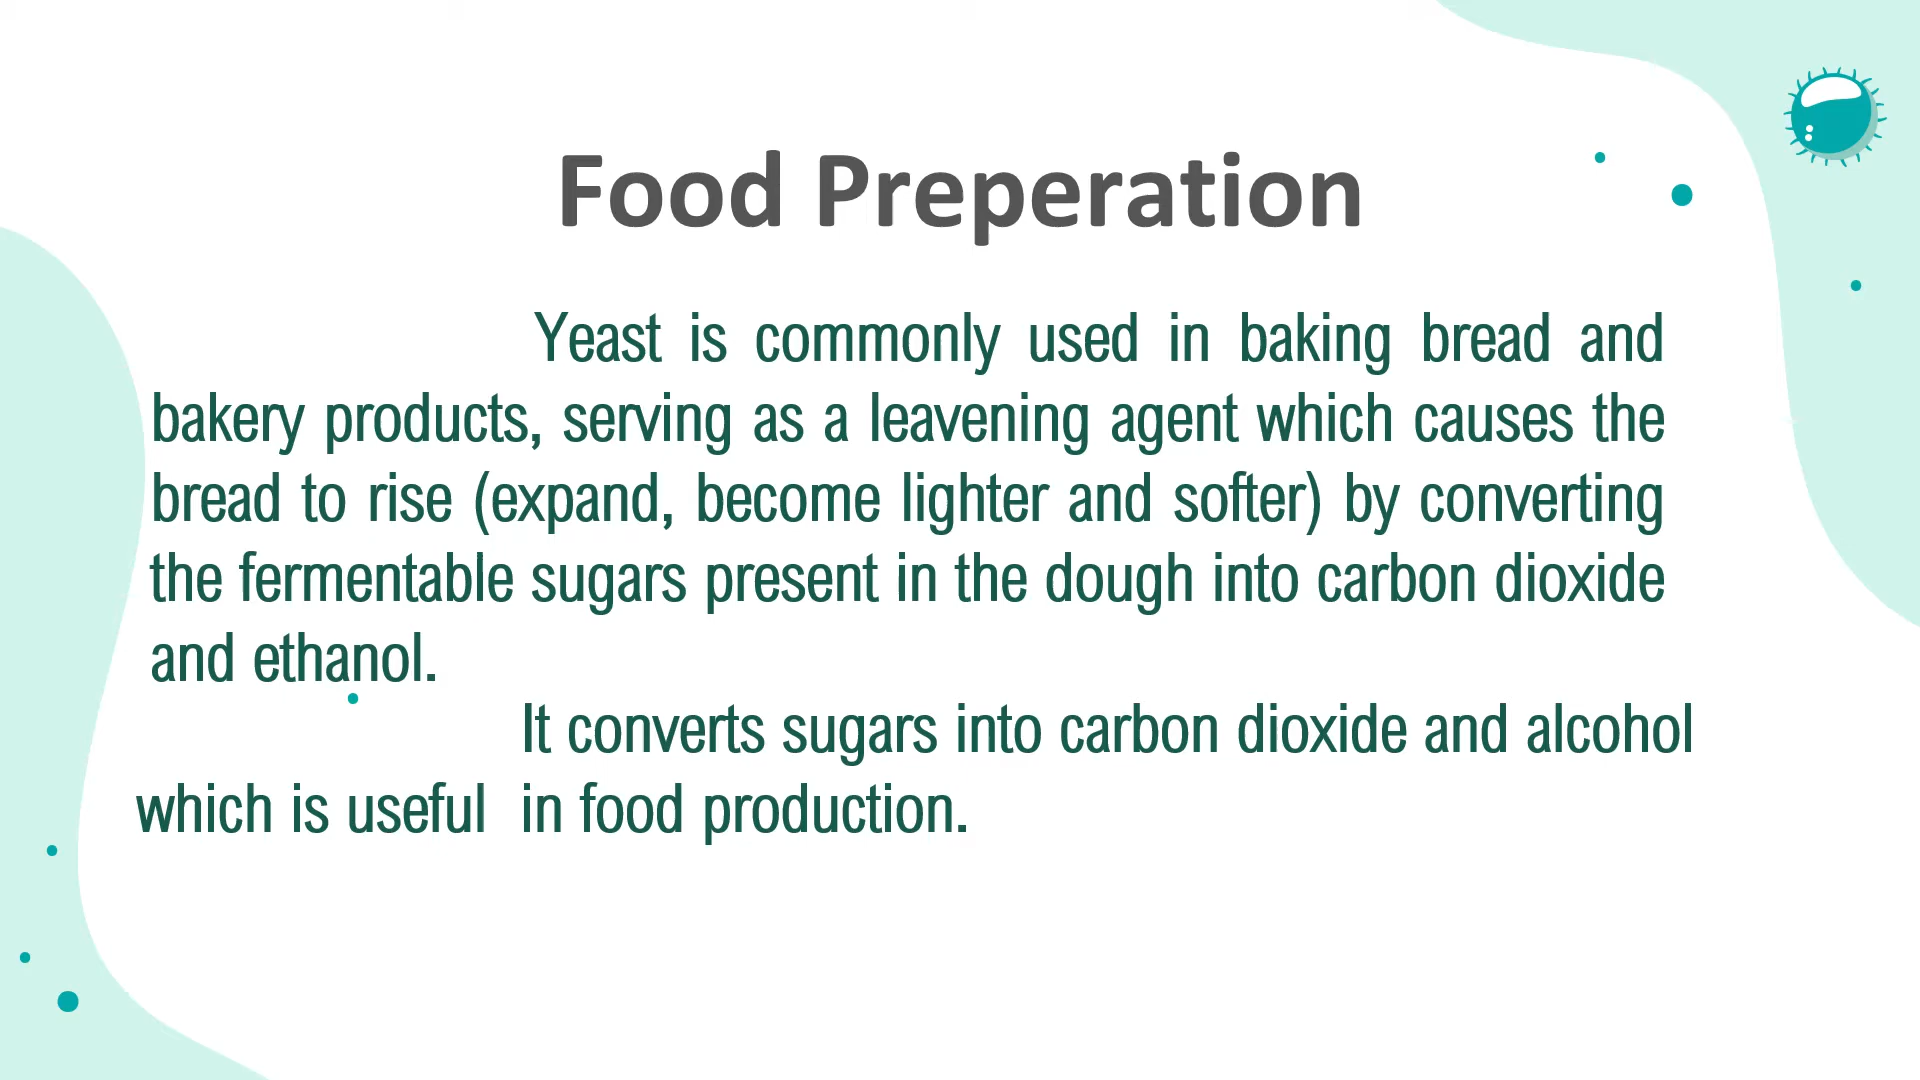 Food Preperation
Yeast is commonly used in baking bread and
bakery products, serving as a leavening agent which causes the
bread to rise (expand, become lighter and softer) by converting
the fermentable sugars present in the dough into carbon dioxide
and ethanol.
It converts sugars into carbon dioxide and alcohol
which is useful  in food production.